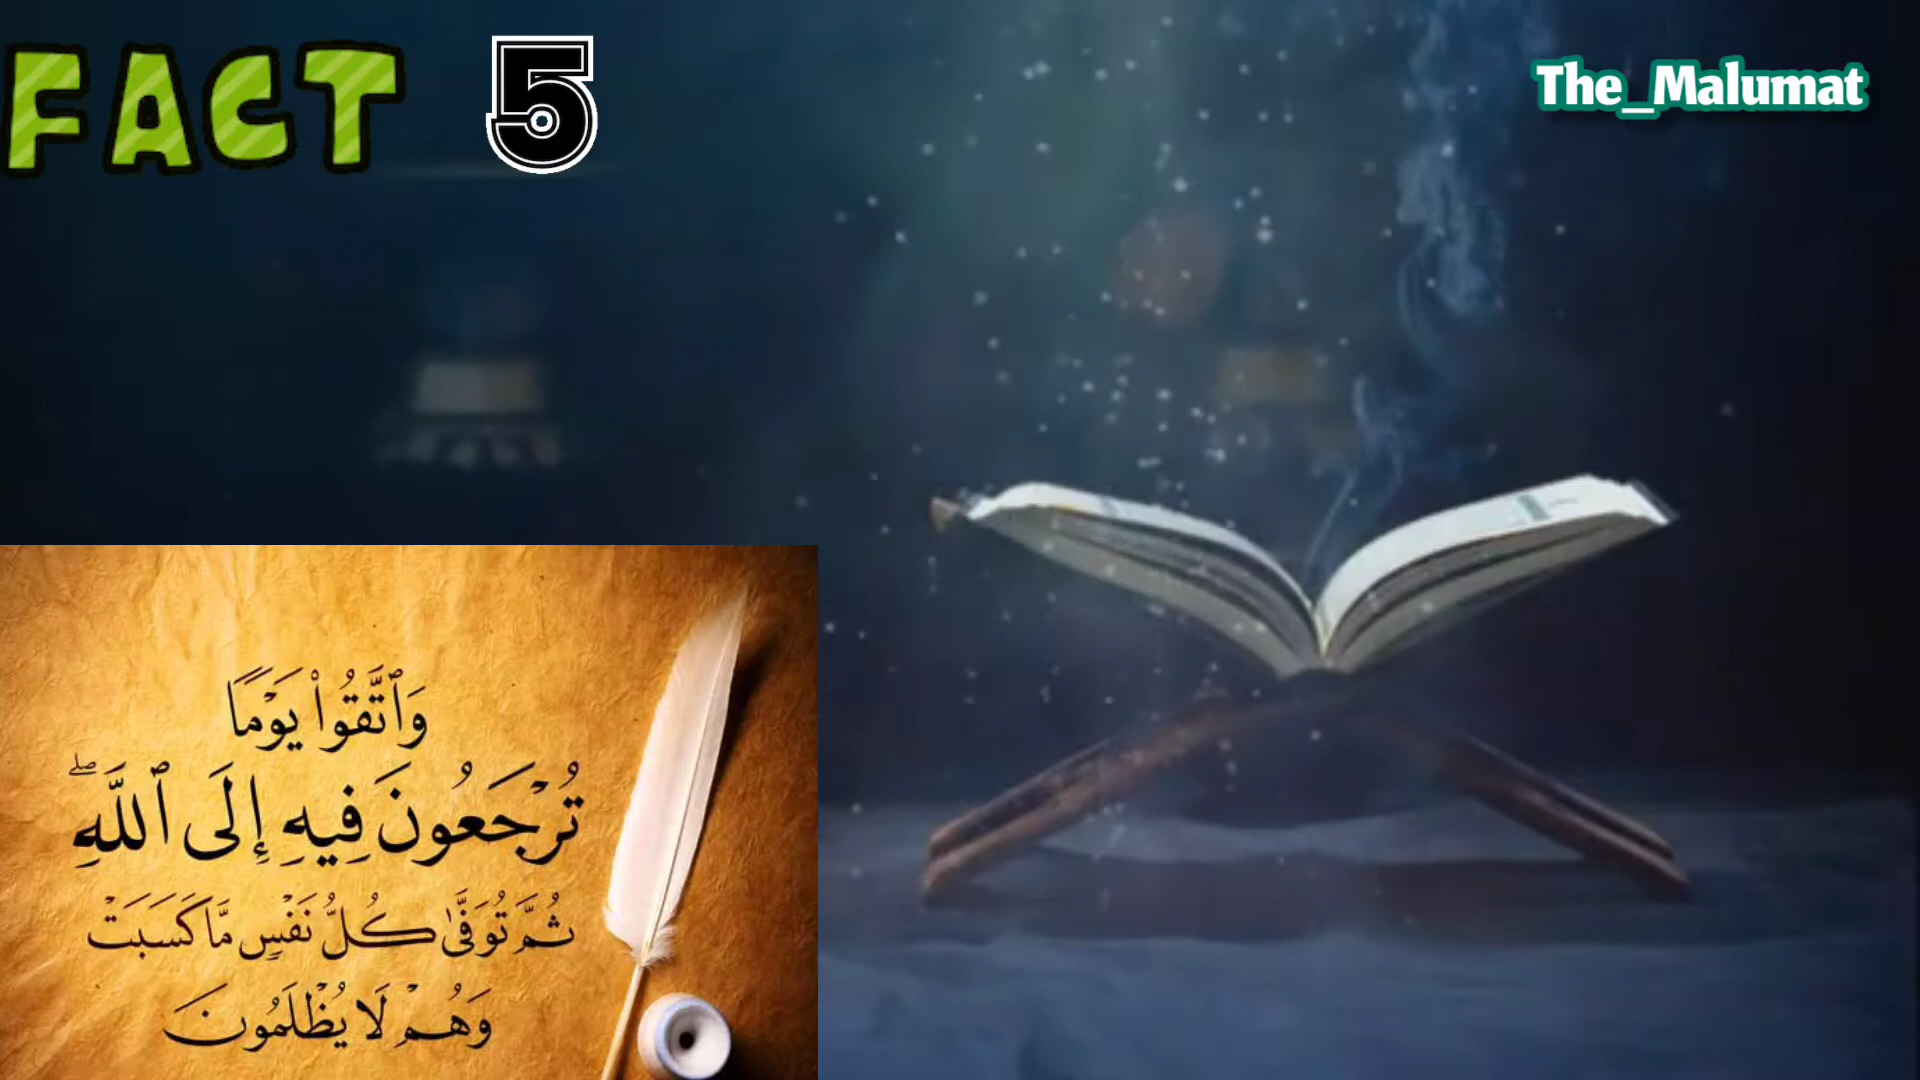 FACT 5
The_Malumat
وَٱتَّقُوا۟ يَوْمًا
تُرْجَعُونَ فِيهِ إِلَى ٱللَّهِ ۖ
ثُمَّ تُوَفَّىٰ كُلُّ نَفْسٍ مَّا كَسَبَتْ
وَهُمْ لَا يُظْلَمُونَ